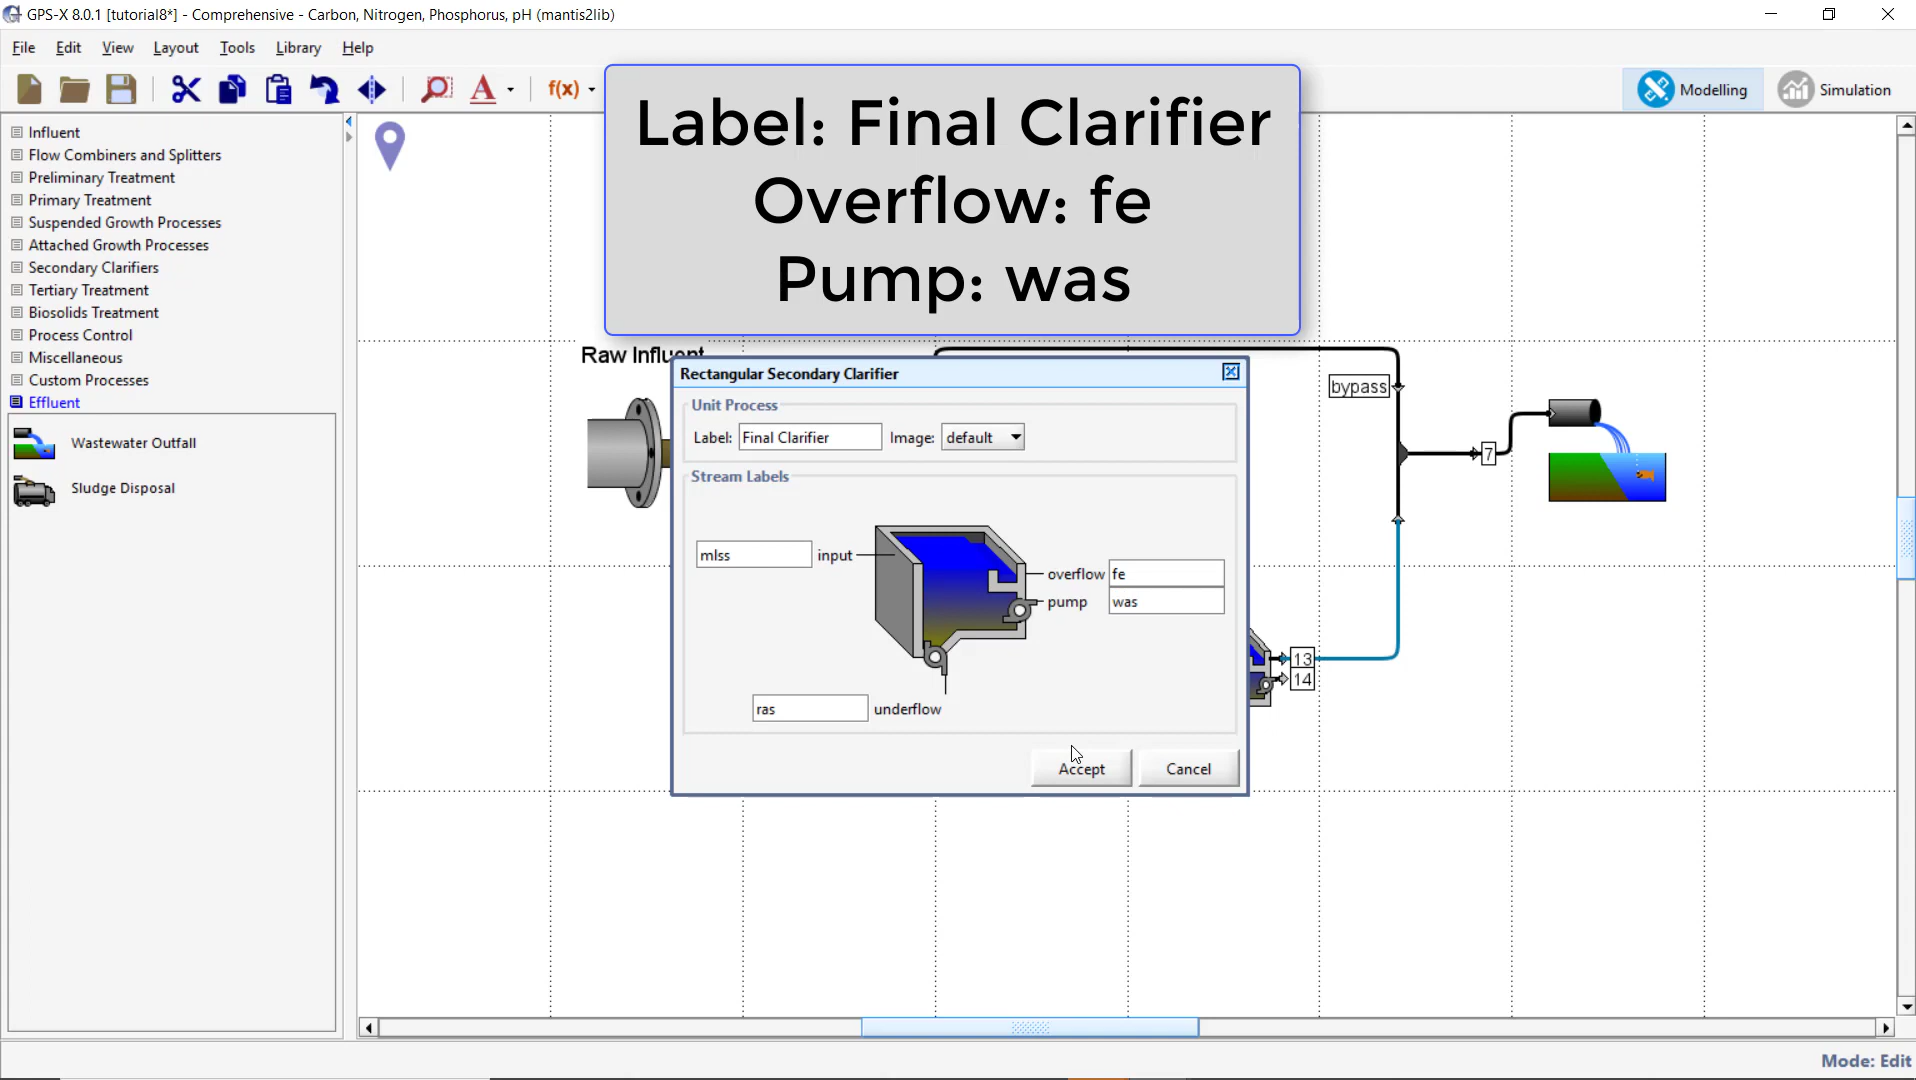 GPS-X 8.0.1 [tutorial8*] - Comprehensive - Carbon, Nitrogen, Phosphorus, pH (mantis2lib)
File Edit View Layout Tools Library Help
f(x)
Modelling
Simulation
Label: Final Clarifier
Overflow: fe
Pump: was
Influent
Flow Combiners and Splitters
Preliminary Treatment
Primary Treatment
Suspended Growth Processes
Attached Growth Processes
Secondary Clarifiers
Tertiary Treatment
Biosolids Treatment
Process Control
Miscellaneous
Custom Processes
Effluent
Wastewater Outfall
Sludge Disposal
Raw Influent
Rectangular Secondary Clarifier
Unit Process
Label: Final Clarifier Image: default
Stream Labels
mlss input
overflow fe
pump was
ras underflow
Accept Cancel
bypass
7
13
14
Mode: Edit